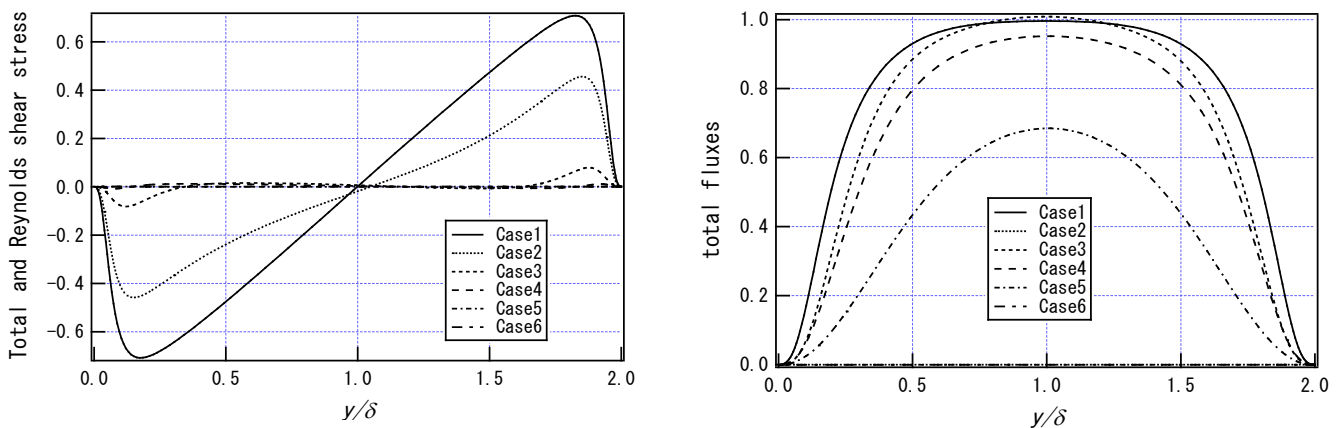 Total and Reynolds shear stress
0.6
0.4
0.2
0.0
-0.2
-0.4
-0.6
0.0 0.5 1.0 1.5 2.0
y/δ
Case1
Case2
Case3
Case4
Case5
Case6
total fluxes
1.0
0.8
0.6
0.4
0.2
0.0
0.0 0.5 1.0 1.5 2.0
y/δ
Case1
Case2
Case3
Case4
Case5
Case6